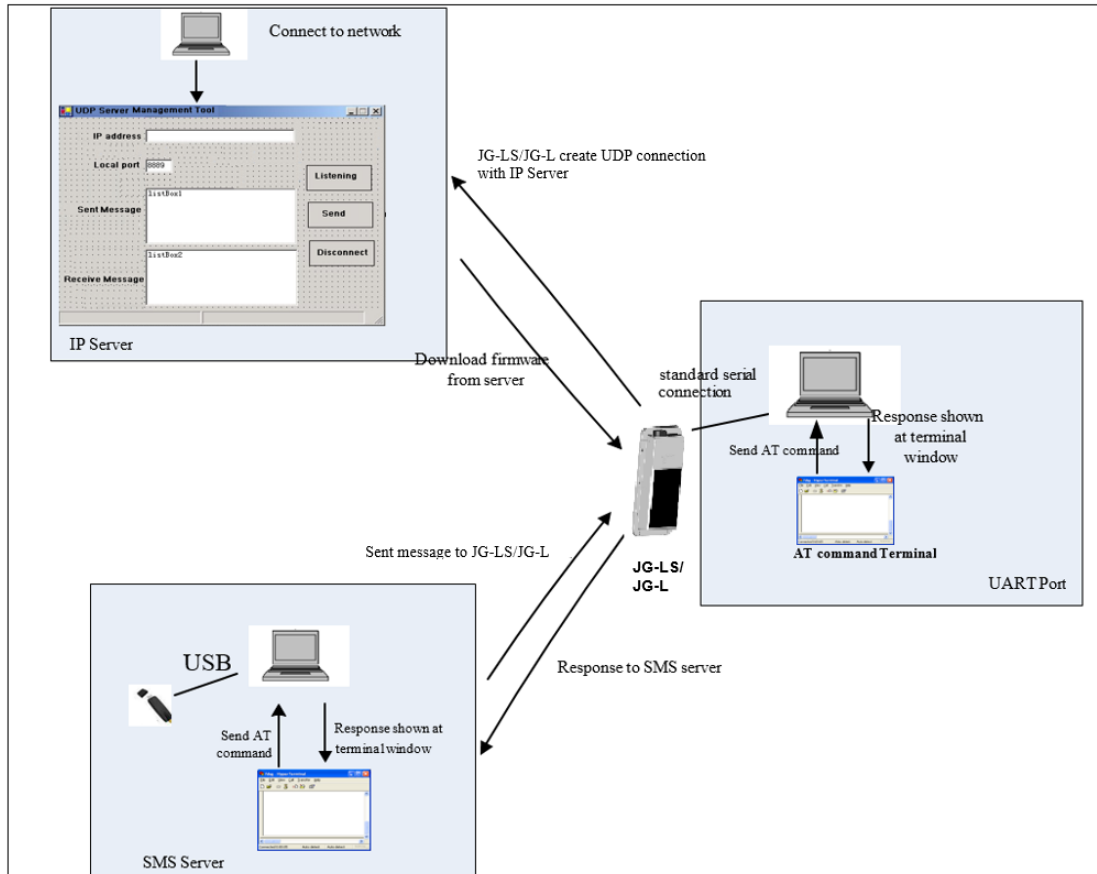 Connect to network
UDP Server Management Tool
IP address
Local port
8889
Listening
listBox1
Sent Message
Send
Disconnect
listBox2
Receive Message
IP Server
JG-LS/JG-L create UDP connection
with IP Server
Download firmware
from server
standard serial
connection
Response shown
at terminal
window
Send AT command
AT command Terminal
UART Port
JG-LS/
JG-L
Sent message to JG-LS/JG-L
Response to SMS server
USB
Send AT
command
Response shown at
terminal window
SMS Server